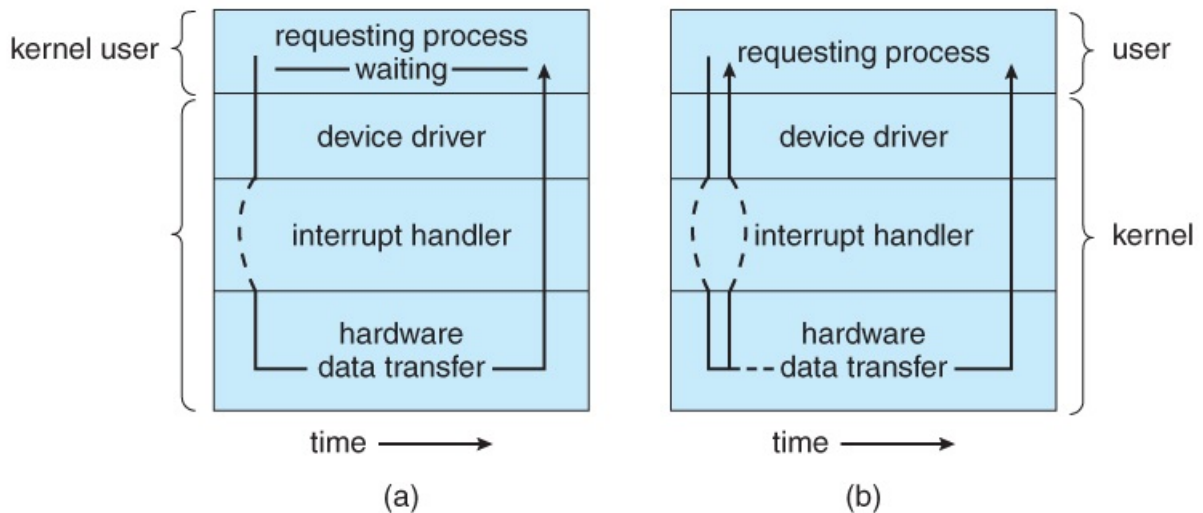 kernel user
requesting process
waiting
device driver
interrupt handler
hardware
data transfer
time
(a)
requesting process
user
device driver
interrupt handler
kernel
hardware
data transfer
time
(b)